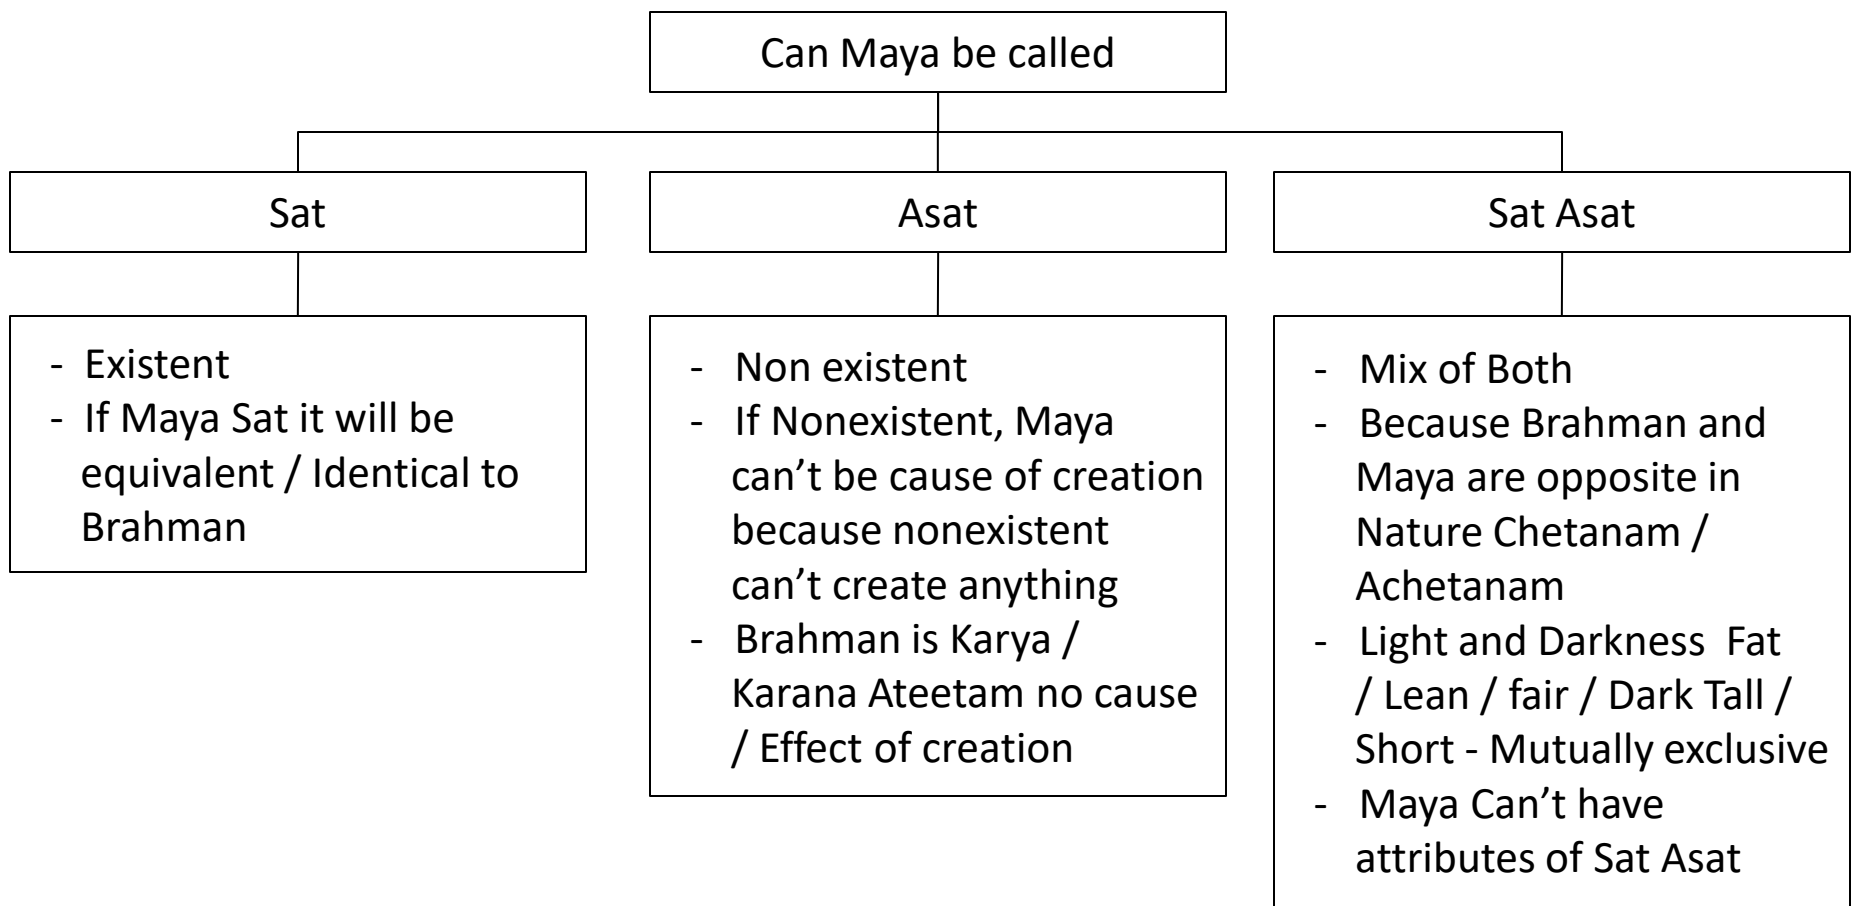 Can Maya be called
Sat
Asat
Sat Asat
- Existent
- If Maya Sat it will be
equivalent / Identical to
Brahman
- Non existent
- If Nonexistent, Maya
can’t be cause of creation
because nonexistent
can’t create anything
- Brahman is Karya /
Karana Ateetam no cause
/ Effect of creation
- Mix of Both
- Because Brahman and
Maya are opposite in
Nature Chetanam /
Achetanam
- Light and Darkness Fat
/ Lean / fair / Dark Tall /
Short - Mutually exclusive
- Maya Can’t have
attributes of Sat Asat